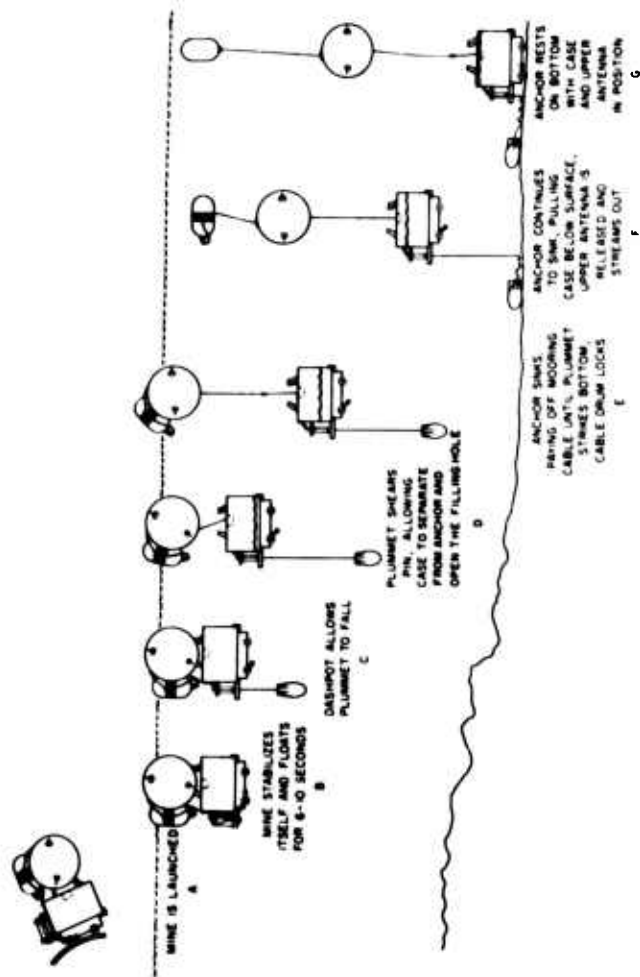 MINE IS LAUNCHED
A
MINE STABILIZES
ITSELF AND FLOATS
FOR 6-10 SECONDS
B
DASHPOT ALLOWS
PLUMMET TO FALL
C
PLUMMET SHEARS
PIN, ALLOWING
CASE TO SEPARATE
FROM ANCHOR AND
OPEN THE FILLING HOLE
D
ANCHOR SINKS
PAYING OFF MOORING
CABLE UNTIL PLUMMET
STRIKES BOTTOM,
CABLE DRUM LOCKS
E
ANCHOR CONTINUES
TO SINK, PULLING
CASE BELOW SURFACE,
UPPER ANTENNA IS
RELEASED AND
STREAMS OUT
F
ANCHOR RESTS
ON BOTTOM
WITH CASE
AND UPPER
ANTENNA
IN POSITION
G